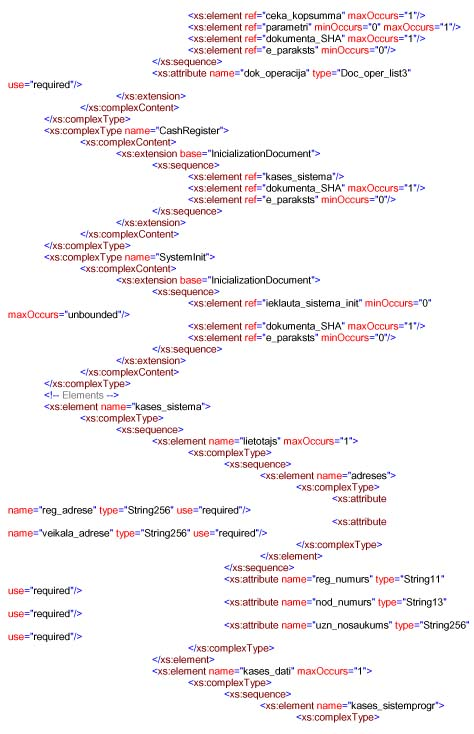 <xs:element ref="ceka_kopsumma" maxOccurs="1"/>
<xs:element ref="parametri" minOccurs="0" maxOccurs="1"/>
<xs:element ref="dokumenta_SHA" maxOccurs="1"/>
<xs:element ref="e_paraksts" minOccurs="0"/>
</xs:sequence>
<xs:attribute name="dok_operacija" type="Doc_oper_list3"
use="required"/>
</xs:extension>
</xs:complexContent>
</xs:complexType>
<xs:complexType name="CashRegister">
<xs:complexContent>
<xs:extension base="InicializationDocument">
<xs:sequence>
<xs:element ref="kases_sistema"/>
<xs:element ref="dokumenta_SHA" maxOccurs="1"/>
<xs:element ref="e_paraksts" minOccurs="0"/>
</xs:sequence>
</xs:extension>
</xs:complexContent>
</xs:complexType>
<xs:complexType name="SystemInit">
<xs:complexContent>
<xs:extension base="InicializationDocument">
<xs:sequence>
<xs:element ref="ieklauta_sistema_init" minOccurs="0"
maxOccurs="unbounded"/>
<xs:element ref="dokumenta_SHA" maxOccurs="1"/>
<xs:element ref="e_paraksts" minOccurs="0"/>
</xs:sequence>
</xs:extension>
</xs:complexContent>
</xs:complexType>
<!-- Elements -->
<xs:element name="kases_sistema">
<xs:complexType>
<xs:sequence>
<xs:element name="lietotajs" maxOccurs="1">
<xs:complexType>
<xs:sequence>
<xs:element name="adreses">
<xs:complexType>
<xs:attribute
name="reg_adrese" type="String256" use="required"/>
<xs:attribute
name="veikala_adrese" type="String256" use="required"/>
</xs:complexType>
</xs:element>
</xs:sequence>
<xs:attribute name="reg_numurs" type="String11"
use="required"/>
<xs:attribute name="nod_numurs" type="String13"
use="required"/>
<xs:attribute name="uzn_nosaukums" type="String256"
use="required"/>
</xs:complexType>
</xs:element>
<xs:element name="kases_dati" maxOccurs="1">
<xs:complexType>
<xs:sequence>
<xs:element name="kases_sistemprogr">
<xs:complexType>